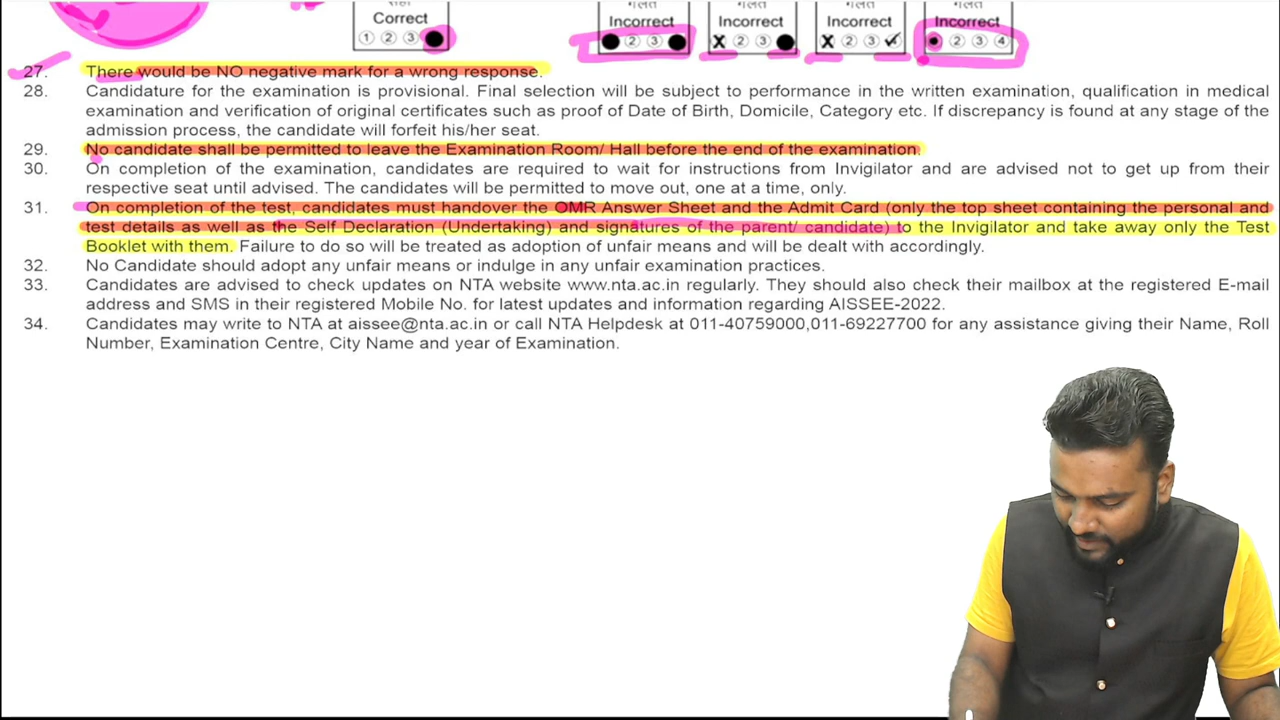 Correct
Incorrect
Incorrect
Incorrect
Incorrect
① ② ③
② ③
X ② ③
X ② ③ ✓
② ③ ④
27. There would be NO negative mark for a wrong response.
28. Candidature for the examination is provisional. Final selection will be subject to performance in the written examination, qualification in medical
examination and verification of original certificates such as proof of Date of Birth, Domicile, Category etc. If discrepancy is found at any stage of the
admission process, the candidate will forfeit his/her seat.
29. No candidate shall be permitted to leave the Examination Room/ Hall before the end of the examination.
30. On completion of the examination, candidates are required to wait for instructions from Invigilator and are advised not to get up from their
respective seat until advised. The candidates will be permitted to move out, one at a time, only.
31. On completion of the test, candidates must handover the OMR Answer Sheet and the Admit Card (only the top sheet containing the personal and
test details as well as the Self Declaration (Undertaking) and signatures of the parent/ candidate) to the Invigilator and take away only the Test
Booklet with them. Failure to do so will be treated as adoption of unfair means and will be dealt with accordingly.
32. No Candidate should adopt any unfair means or indulge in any unfair examination practices.
33. Candidates are advised to check updates on NTA website www.nta.ac.in regularly. They should also check their mailbox at the registered E-mail
address and SMS in their registered Mobile No. for latest updates and information regarding AISSEE-2022.
34. Candidates may write to NTA at aissee@nta.ac.in or call NTA Helpdesk at 011-40759000,011-69227700 for any assistance giving their Name, Roll
Number, Examination Centre, City Name and year of Examination.